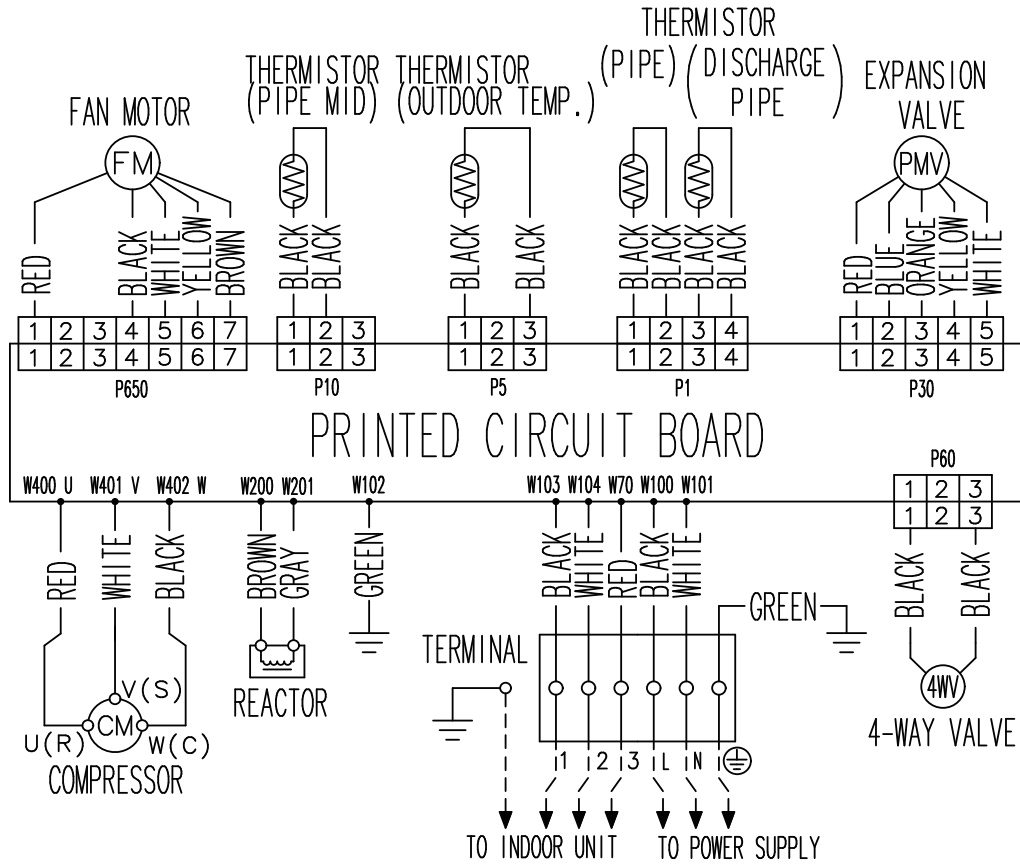 THERMISTOR
(PIPE) (DISCHARGE PIPE)
THERMISTOR
(PIPE MID)
THERMISTOR
(OUTDOOR TEMP.)
EXPANSION
VALVE
FAN MOTOR
FM
PMV
RED BLACK WHITE YELLOW BROWN
BLACK BLACK
BLACK BLACK
BLACK BLACK BLACK BLACK
RED BLUE ORANGE YELLOW WHITE
1 2 3 4 5 6 7
1 2 3
1 2 3
1 2 3 4
1 2 3 4 5
1 2 3 4 5 6 7
1 2 3
1 2 3
1 2 3 4
1 2 3 4 5
P650
P10
P5
P1
P30
PRINTED CIRCUIT BOARD
P60
W400 U W401 V W402 W
W200 W201
W102
W103 W104 W70 W100 W101
1 2 3
1 2 3
RED WHITE BLACK
BROWN GRAY
GREEN
BLACK WHITE RED BLACK WHITE
BLACK BLACK
GREEN
TERMINAL
REACTOR
V(S)
CM
U(R)
W(C)
COMPRESSOR
4WV
4-WAY VALVE
1 2 3 L N
TO INDOOR UNIT
TO POWER SUPPLY